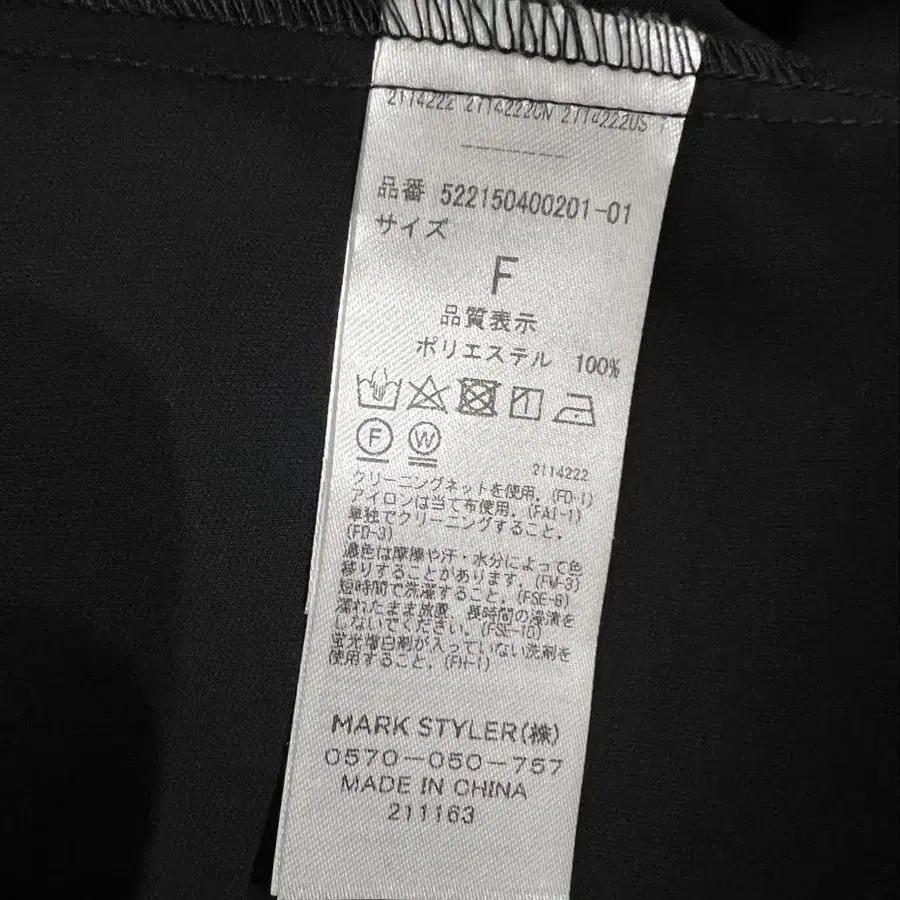 2114222 2114222CN 2114222US
品番 522150400201-01
サイズ
F
品質表示
ポリエステル 100%
F W
2114222
クリーニングネットを使用。(FD-1)
アイロンは当て布使用。(FAI-1)
単独でクリーニングすること。
(FD-3)
濃色は摩擦や汗・水分によって色
移りすることがあります。(FW-3)
短時間で洗濯すること。(FSE-6)
濡れたまま放置、長時間の浸漬を
しないでください。(FSE-10)
蛍光増白剤が入っていない洗剤を
使用すること。(FH-1)
MARK STYLER(株)
0570-050-757
MADE IN CHINA
211163